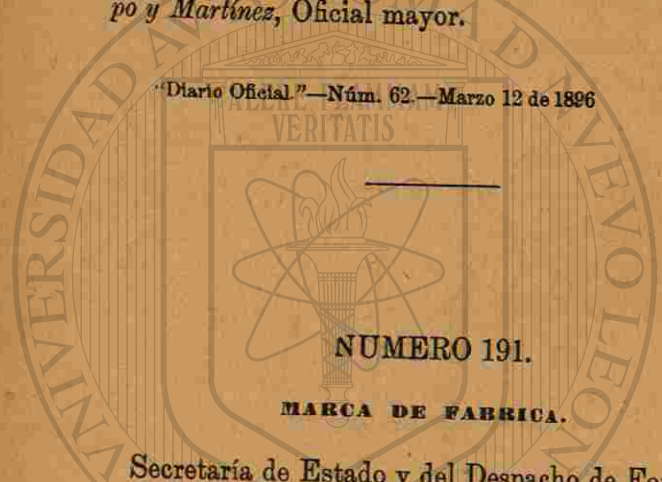 po y Martínez, Oficial mayor.
"Diario Oficial."—Núm. 62.—Marzo 12 de 1896
VERITATIS
NUMERO 191.
MARCA DE FABRICA.
Secretaría de Estado y del Despacho de